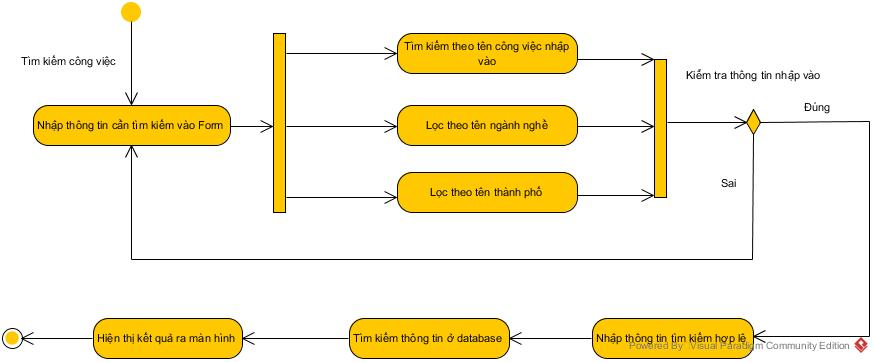 Tìm kiếm theo tên công việc nhập
vào
Tìm kiếm công việc
Kiểm tra thông tin nhập vào
Đúng
Nhập thông tin cần tìm kiếm vào Form
Lọc theo tên ngành nghề
Lọc theo tên thành phố
Sai
Hiện thị kết quả ra màn hình
Tìm kiếm thông tin ở database
Nhập thông tin tìm kiếm hợp lệ
Powered By Visual Paradigm Community Edition